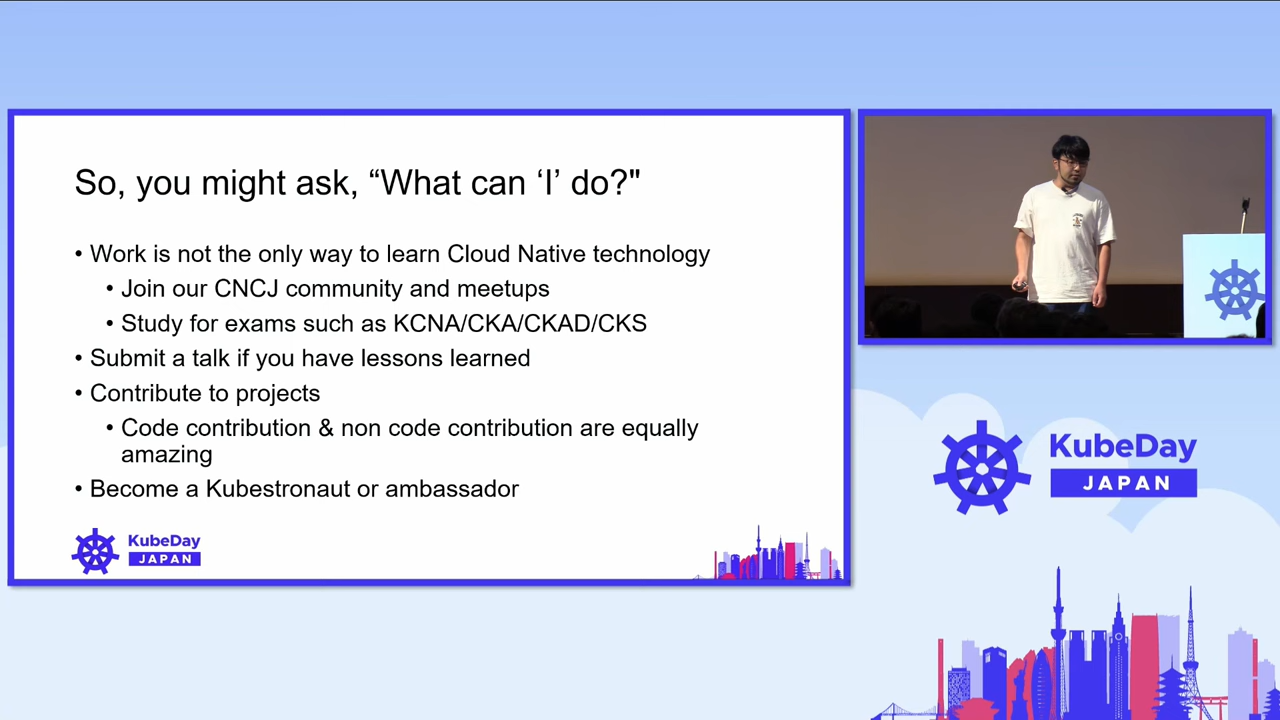 So, you might ask, “What can ‘I’ do?"
• Work is not the only way to learn Cloud Native technology
• Join our CNCJ community and meetups
• Study for exams such as KCNA/CKA/CKAD/CKS
• Submit a talk if you have lessons learned
• Contribute to projects
• Code contribution & non code contribution are equally
amazing
• Become a Kubestronaut or ambassador
KubeDay
JAPAN
KubeDay
JAPAN